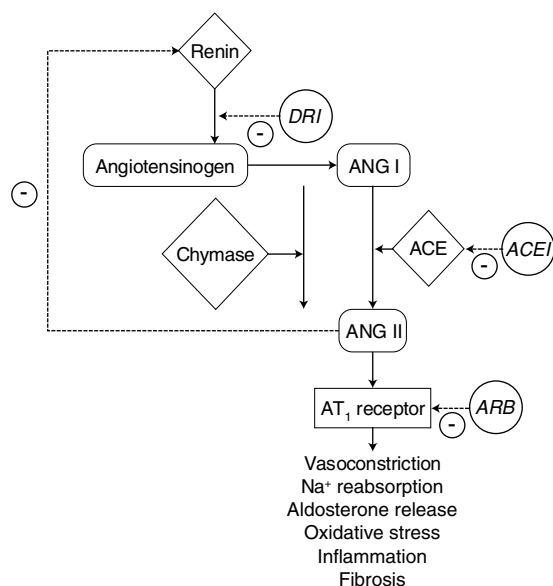 Renin
DRI
-
Angiotensinogen
ANG I
-
Chymase
ACE
ACEI
-
ANG II
AT₁ receptor
ARB
-
Vasoconstriction
Na⁺ reabsorption
Aldosterone release
Oxidative stress
Inflammation
Fibrosis